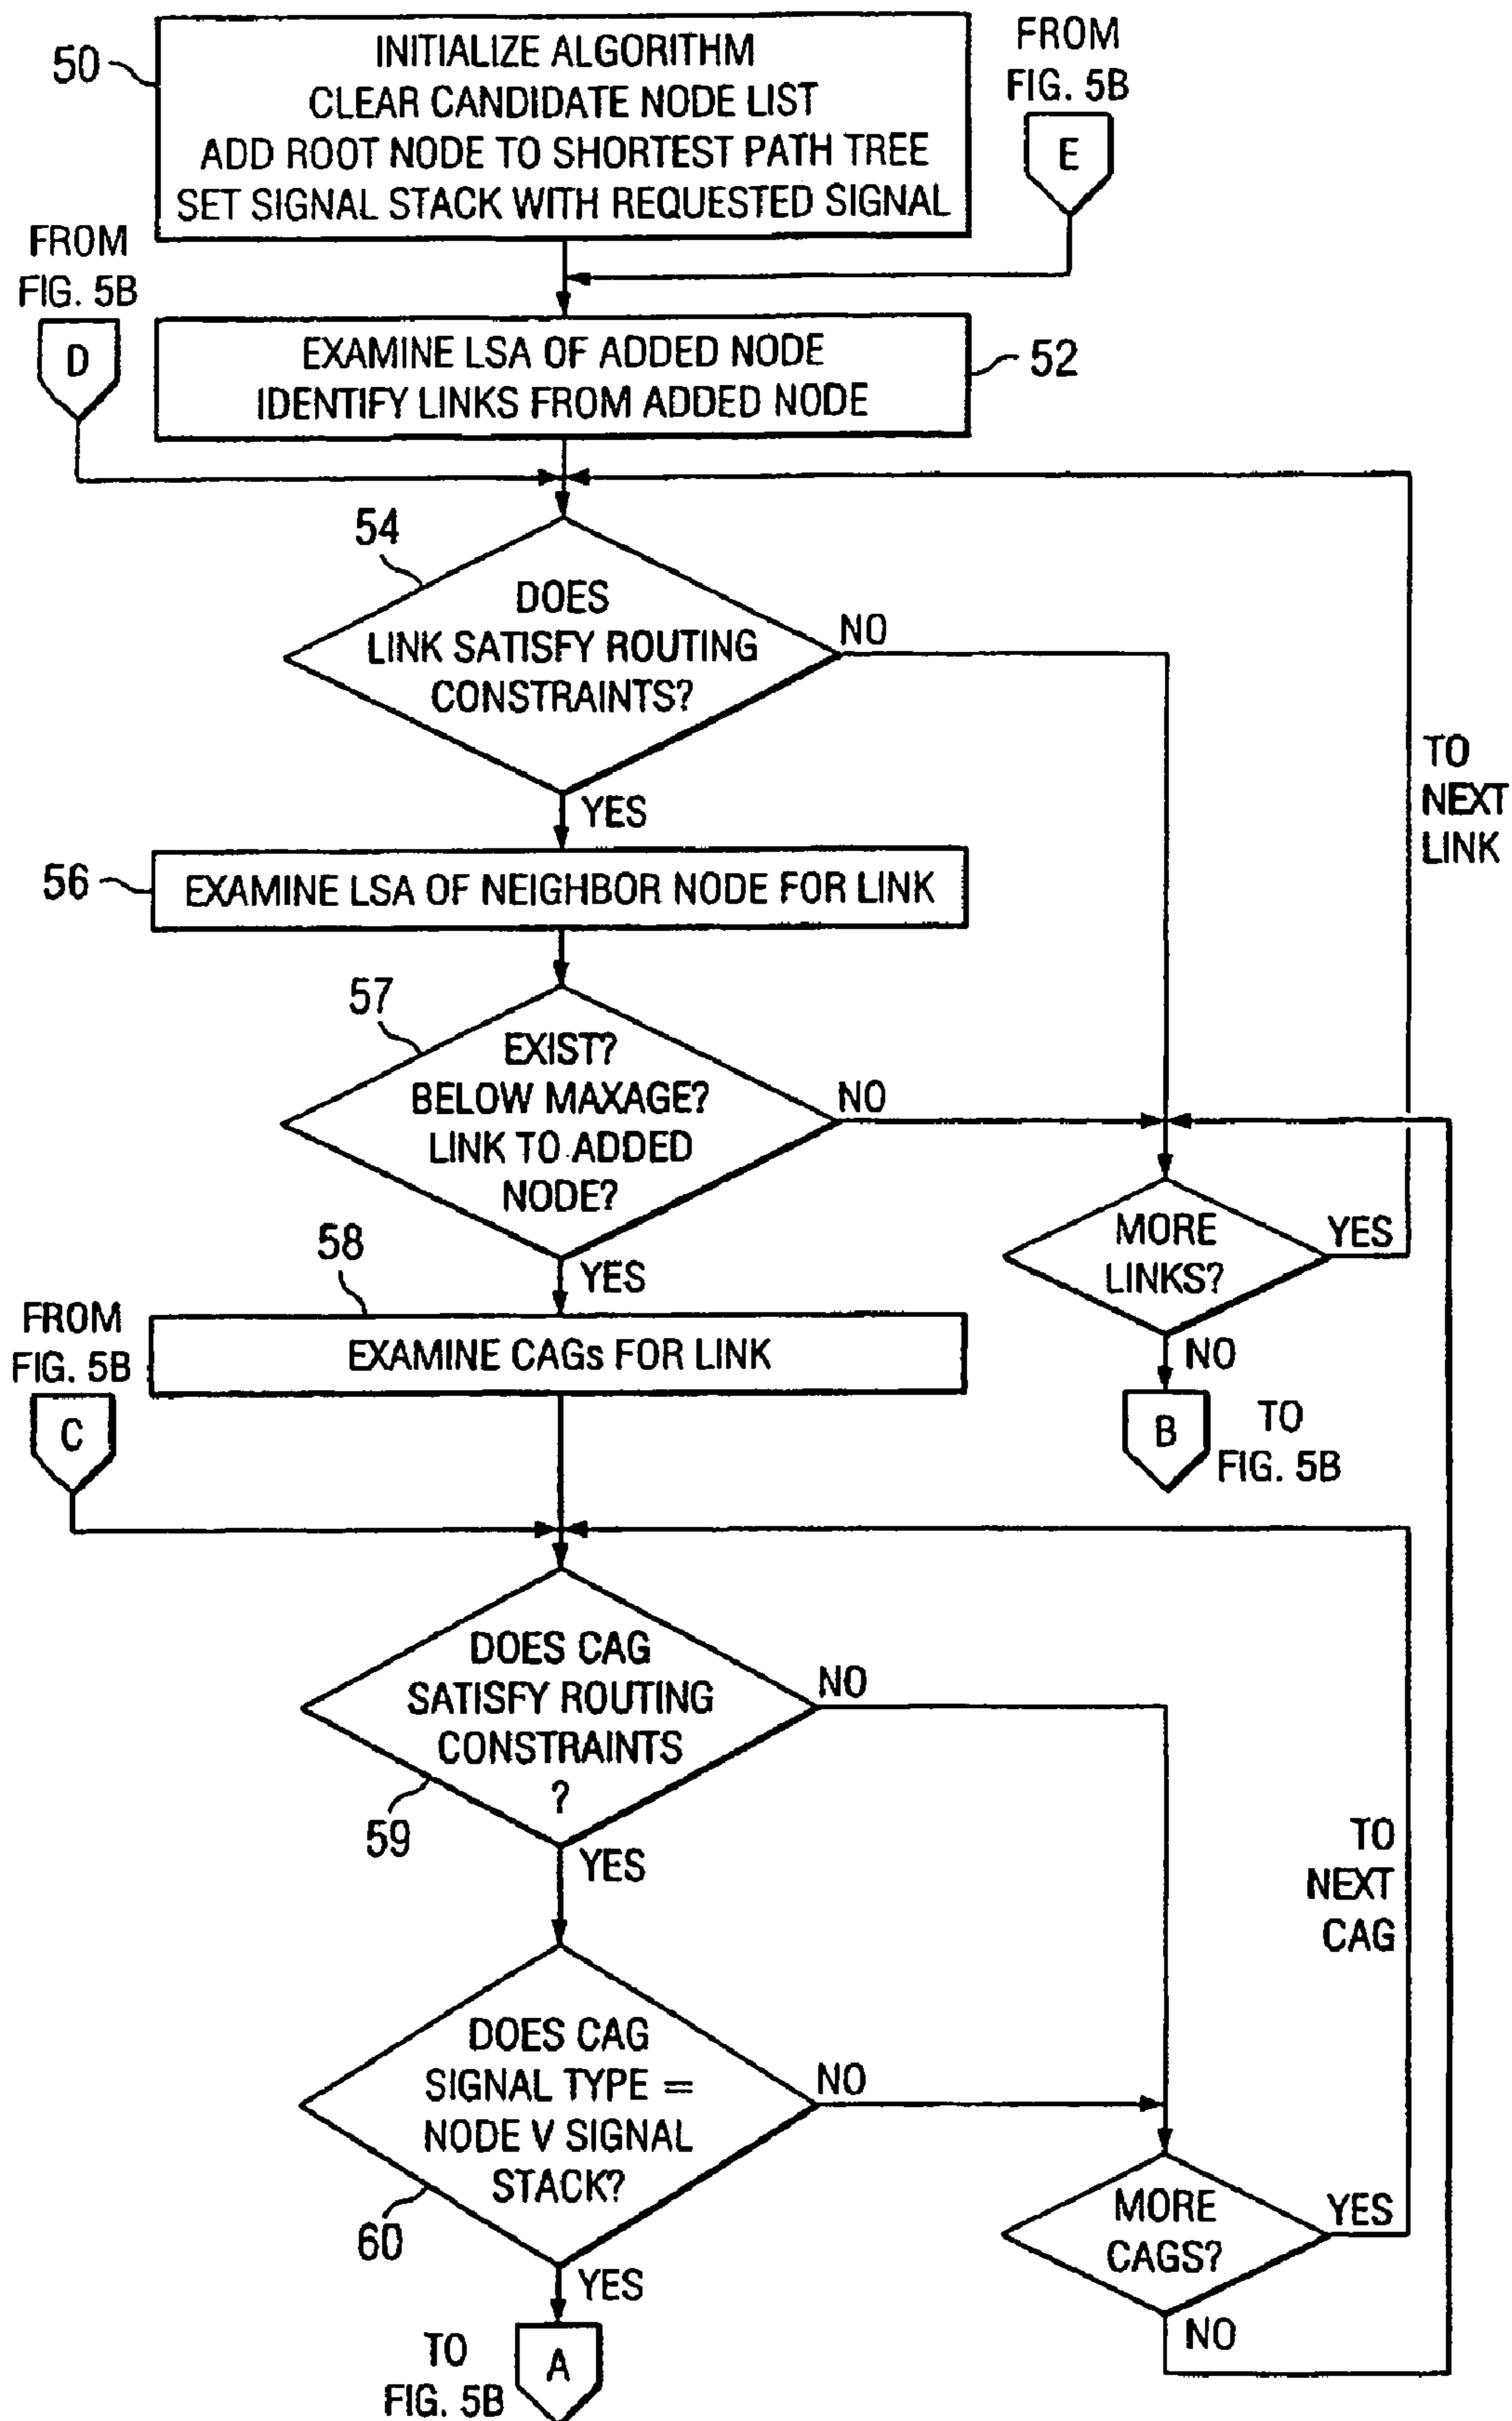 50
INITIALIZE ALGORITHM
CLEAR CANDIDATE NODE LIST
ADD ROOT NODE TO SHORTEST PATH TREE
SET SIGNAL STACK WITH REQUESTED SIGNAL
FROM
FIG. 5B
E
FROM
FIG. 5B
D
EXAMINE LSA OF ADDED NODE
IDENTIFY LINKS FROM ADDED NODE
52
54
DOES
LINK SATISFY ROUTING
CONSTRAINTS?
NO
YES
TO
NEXT
LINK
56
EXAMINE LSA OF NEIGHBOR NODE FOR LINK
57
EXIST?
BELOW MAXAGE?
LINK TO ADDED
NODE?
NO
YES
MORE
LINKS?
YES
NO
B
TO
FIG. 5B
58
EXAMINE CAGs FOR LINK
FROM
FIG. 5B
C
DOES CAG
SATISFY ROUTING
CONSTRAINTS
?
59
NO
YES
TO
NEXT
CAG
DOES CAG
SIGNAL TYPE =
NODE V SIGNAL
STACK?
60
NO
YES
MORE
CAGS?
YES
NO
TO
FIG. 5B
A